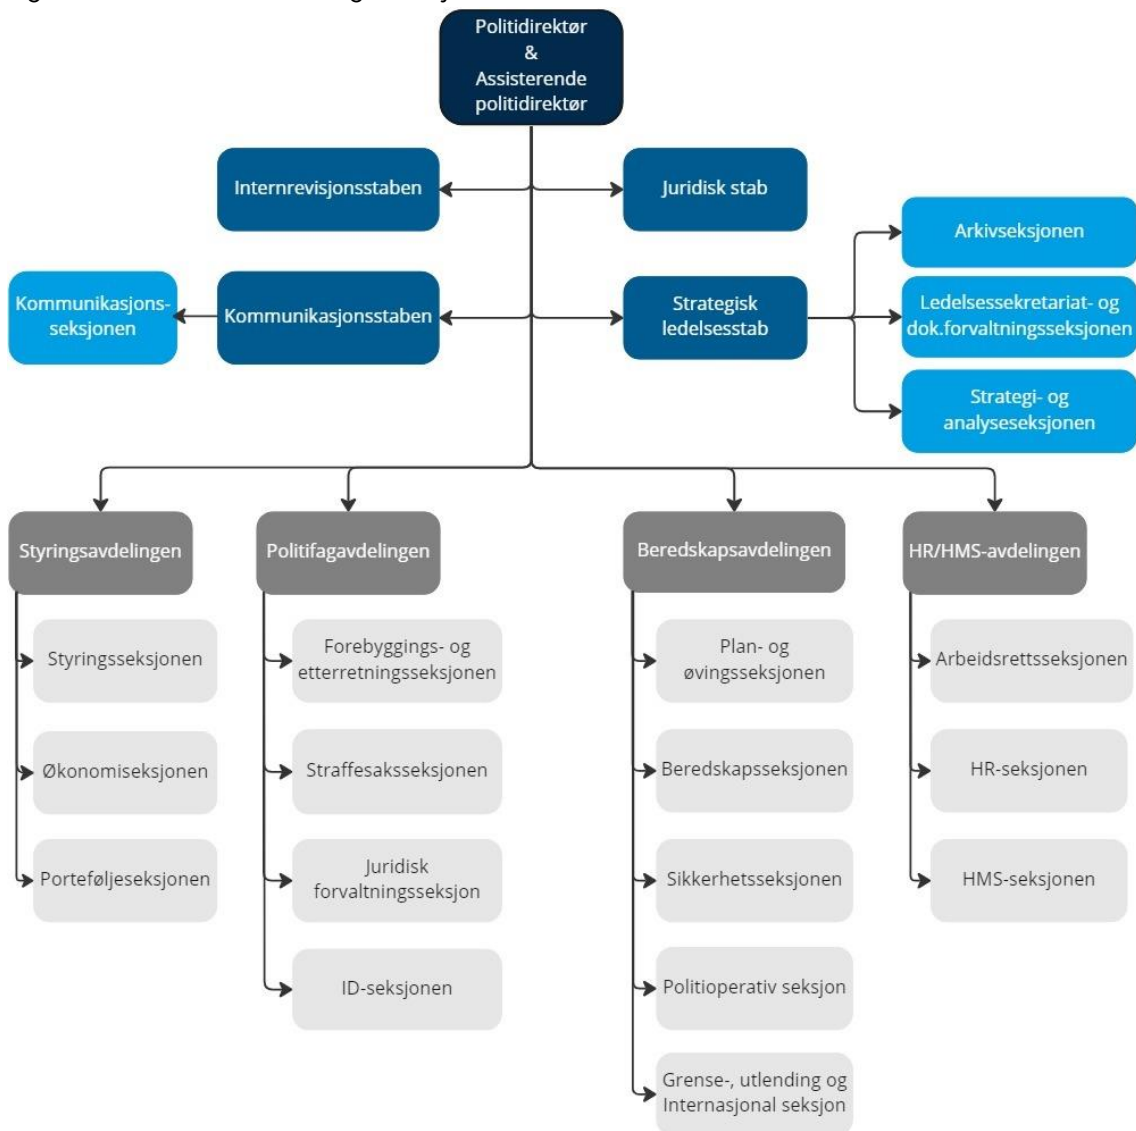 Politidirektør
&
Assisterende
politidirektør
Internrevisjonsstaben
Juridisk stab
Arkivseksjonen
Kommunikasjons-
seksjonen
Kommunikasjonsstaben
Strategisk
ledelsesstab
Ledelsessekretariat- og
dok.forvaltningsseksjonen
Strategi- og
analyseseksjonen
Styringsavdelingen
Politifagavdelingen
Beredskapsavdelingen
HR/HMS-avdelingen
Styringsseksjonen
Forebyggings- og
etterretningsseksjonen
Plan- og
øvingsseksjonen
Arbeidsrettsseksjonen
Økonomiseksjonen
Straffesaksseksjonen
Beredskapsseksjonen
HR-seksjonen
Porteføljeseksjonen
Juridisk
forvaltningsseksjon
Sikkerhetsseksjonen
HMS-seksjonen
ID-seksjonen
Politioperativ seksjon
Grense-, utlending og
Internasjonal seksjon